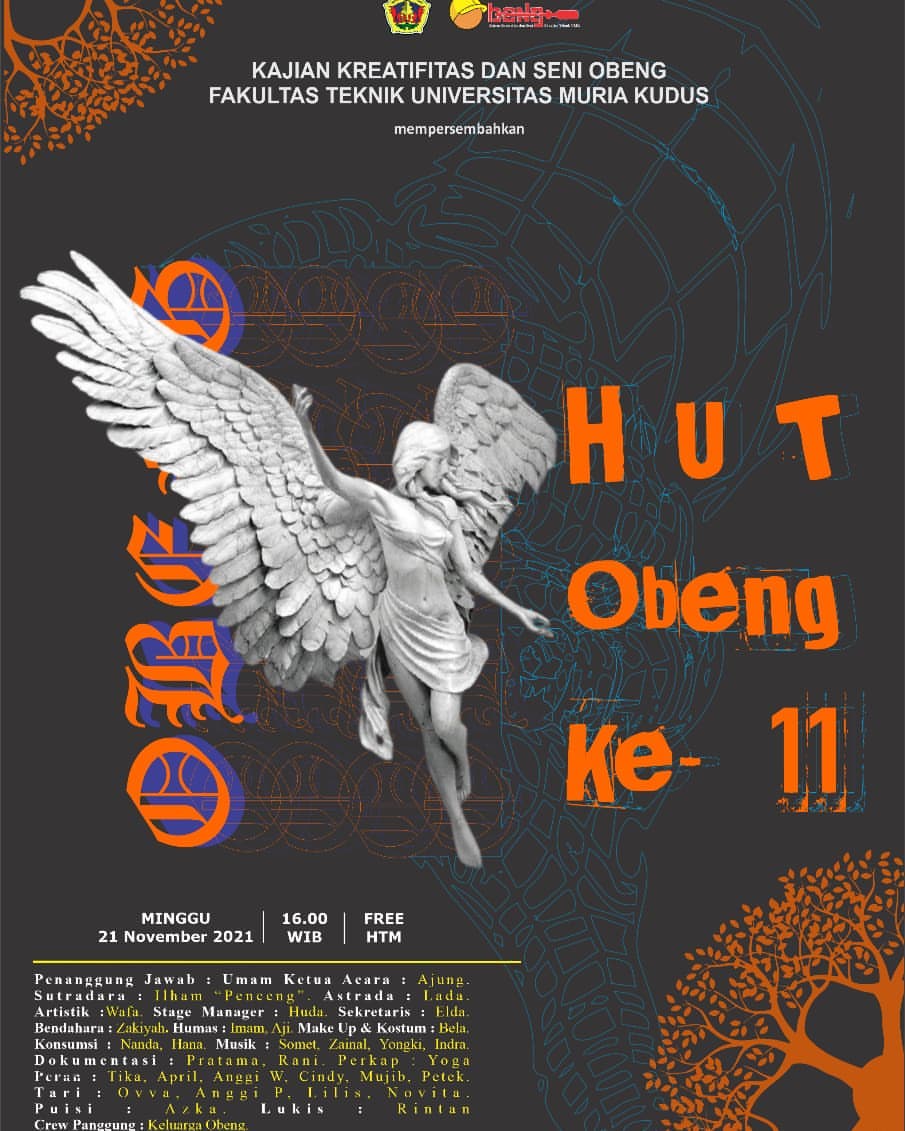 obeng
KAJIAN KREATIFITAS DAN SENI OBENG
FAKULTAS TEKNIK UNIVERSITAS MURIA KUDUS
mempersembahkan
OBE
G
HUT
Obeng
Ke- 11
MINGGU
21 November 2021
16.00
WIB
FREE
HTM
Penanggung Jawab : Umam Ketua Acara : Ajung.
Sutradara : Ilham “Penceng”. Astrada : Lada.
Artistik :Wafa. Stage Manager : Huda. Sekretaris : Elda.
Bendahara : Zakiyah. Humas : Imam, Aji. Make Up & Kostum : Bela.
Konsumsi : Nanda, Hana. Musik : Somet, Zainal, Yongki, Indra.
Dokumentasi : Pratama, Rani. Perkap : Yoga
Peran : Tika, April, Anggi W, Cindy, Mujib, Petek.
Tari : Ovva, Anggi P, Lilis, Novita.
Puisi : Azka. Lukis : Rintan
Crew Panggung : Keluarga Obeng.